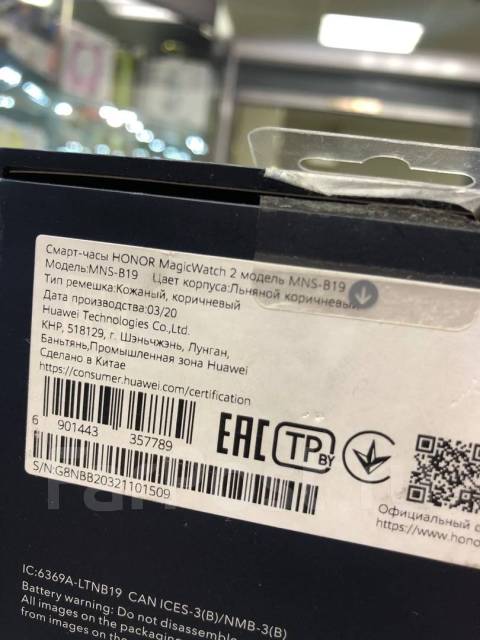 Смарт-часы HONOR MagicWatch 2 модель MNS-B19
Модель:MNS-B19 Цвет корпуса:Льняной коричневый
Тип ремешка:Кожаный, коричневый
Дата производства:03/20
Huawei Technologies Co.,Ltd.
КНР, 518129, г. Шэньчжэнь, Лунган,
Баньтянь,Промышленная зона Huawei
Сделано в Китае
https://consumer.huawei.com/certification
6 901443 357789
EAC TP BY
S/N:G8NBB20321101509
Официальный
https://www.hono
IC:6369A-LTNB19 CAN ICES-3(B)/NMB-3(B)
Battery warning: Do not disassemble
All images on the packaging